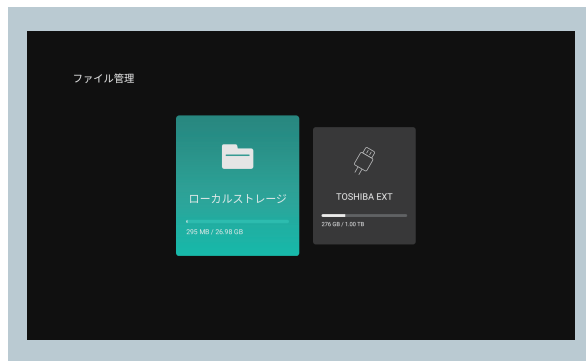 ファイル管理
ローカルストレージ
295 MB / 26.98 GB
TOSHIBA EXT
276 GB / 1.00 TB